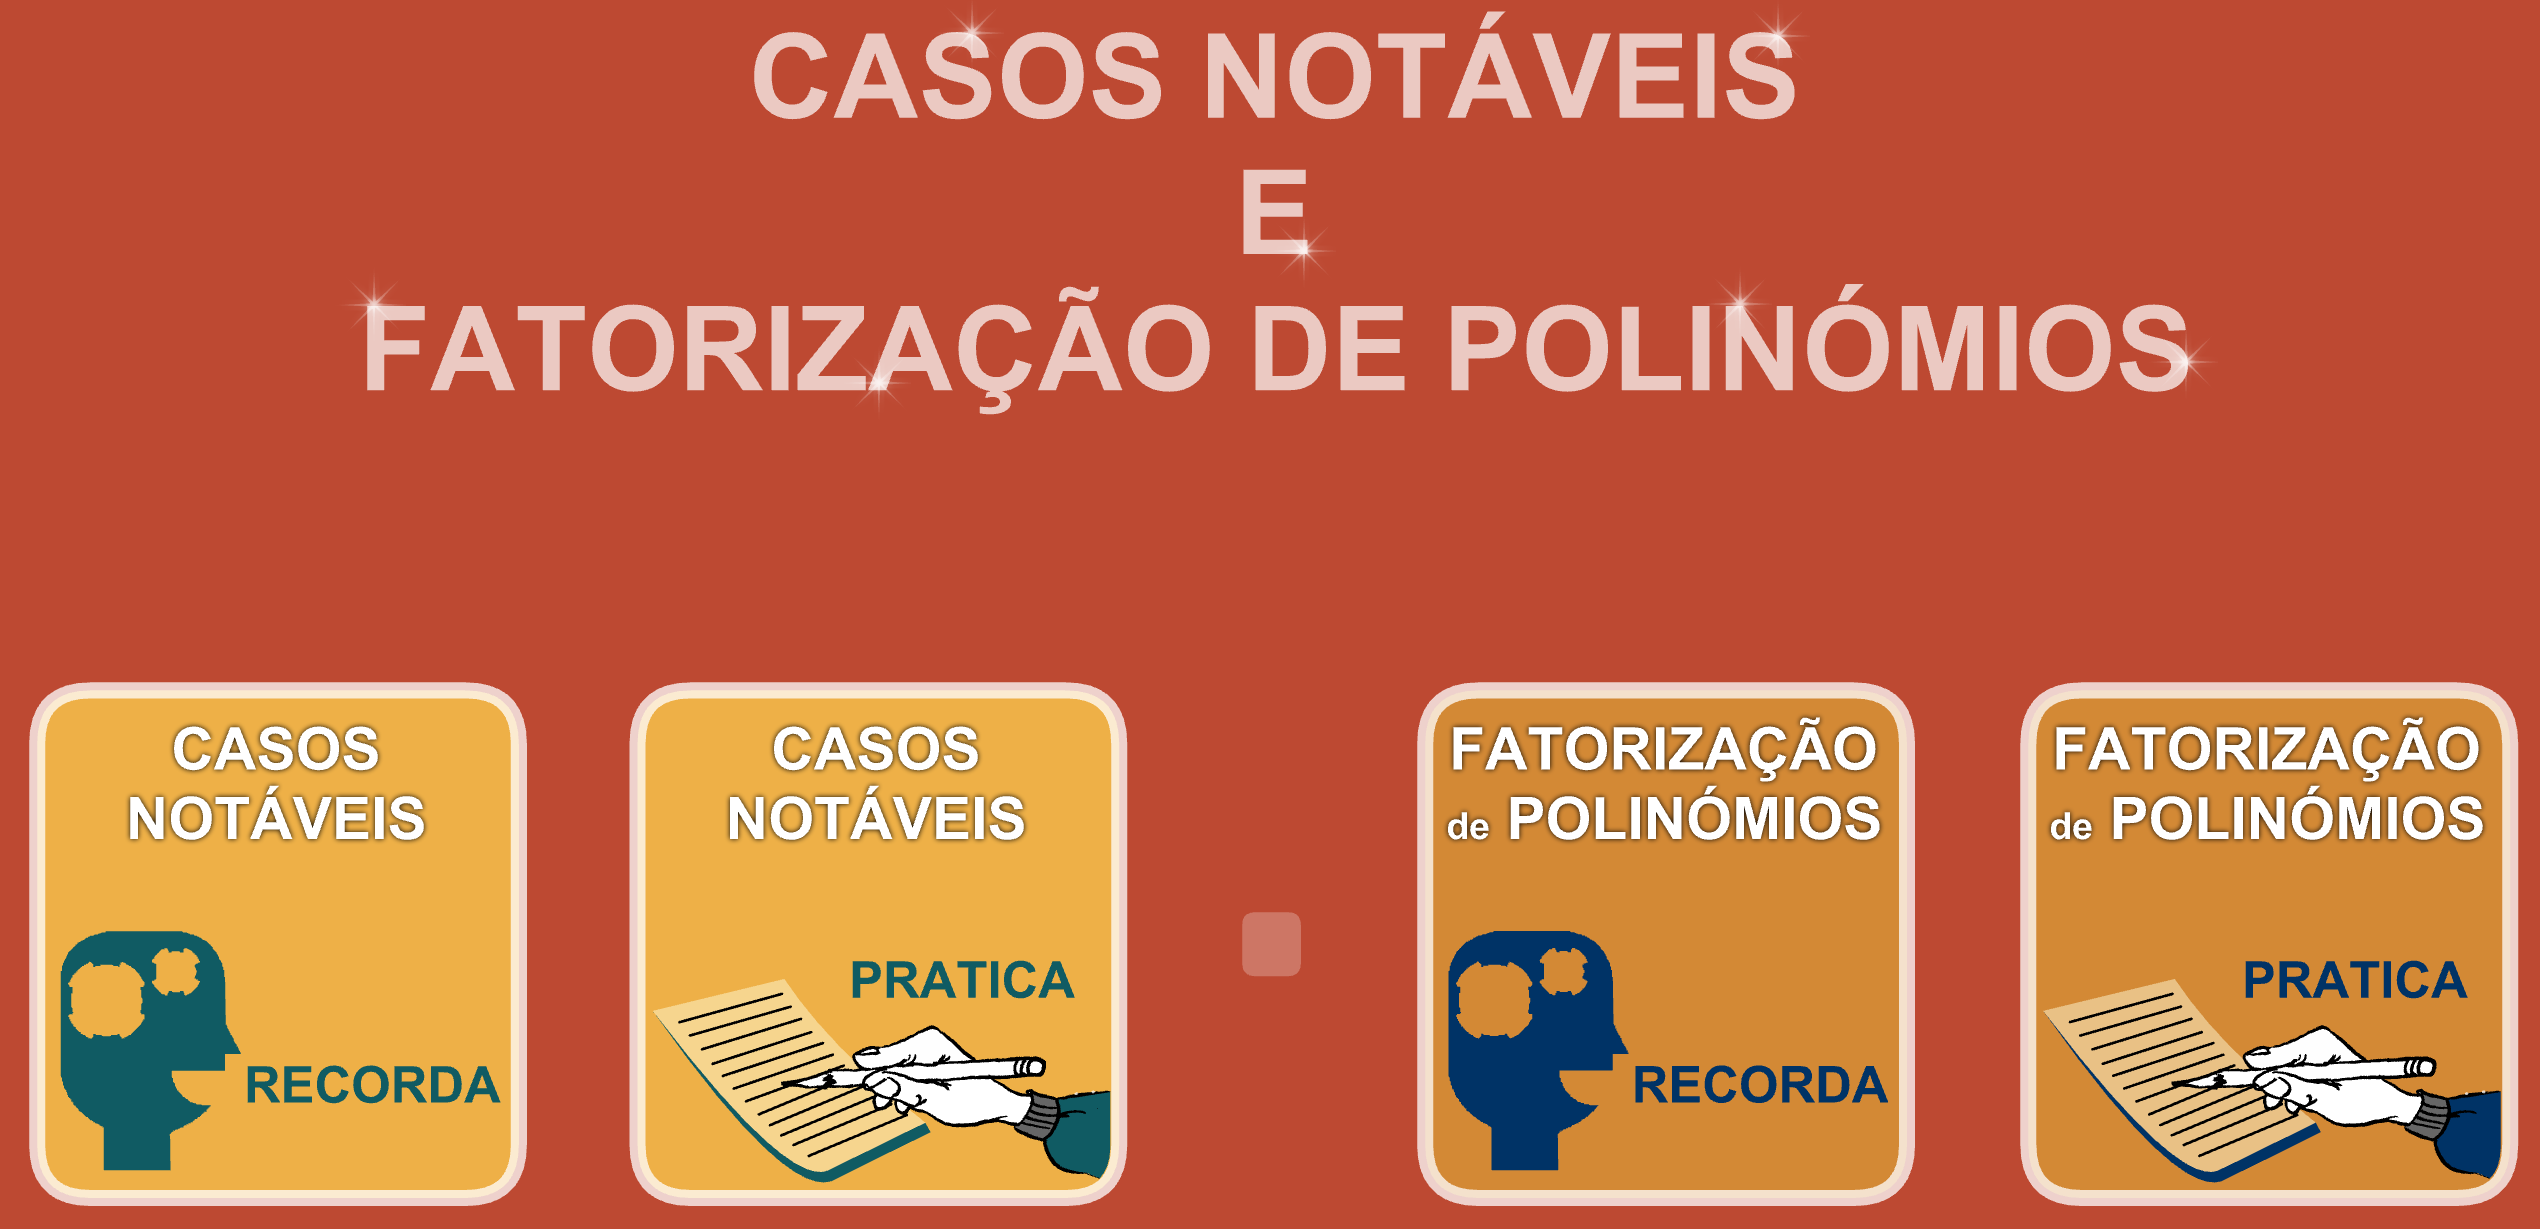 CASOS NOTÁVEIS
E
FATORIZAÇÃO DE POLINÓMIOS
CASOS
NOTÁVEIS
RECORDA
CASOS
NOTÁVEIS
PRATICA
FATORIZAÇÃO
de POLINÓMIOS
RECORDA
FATORIZAÇÃO
de POLINÓMIOS
PRATICA